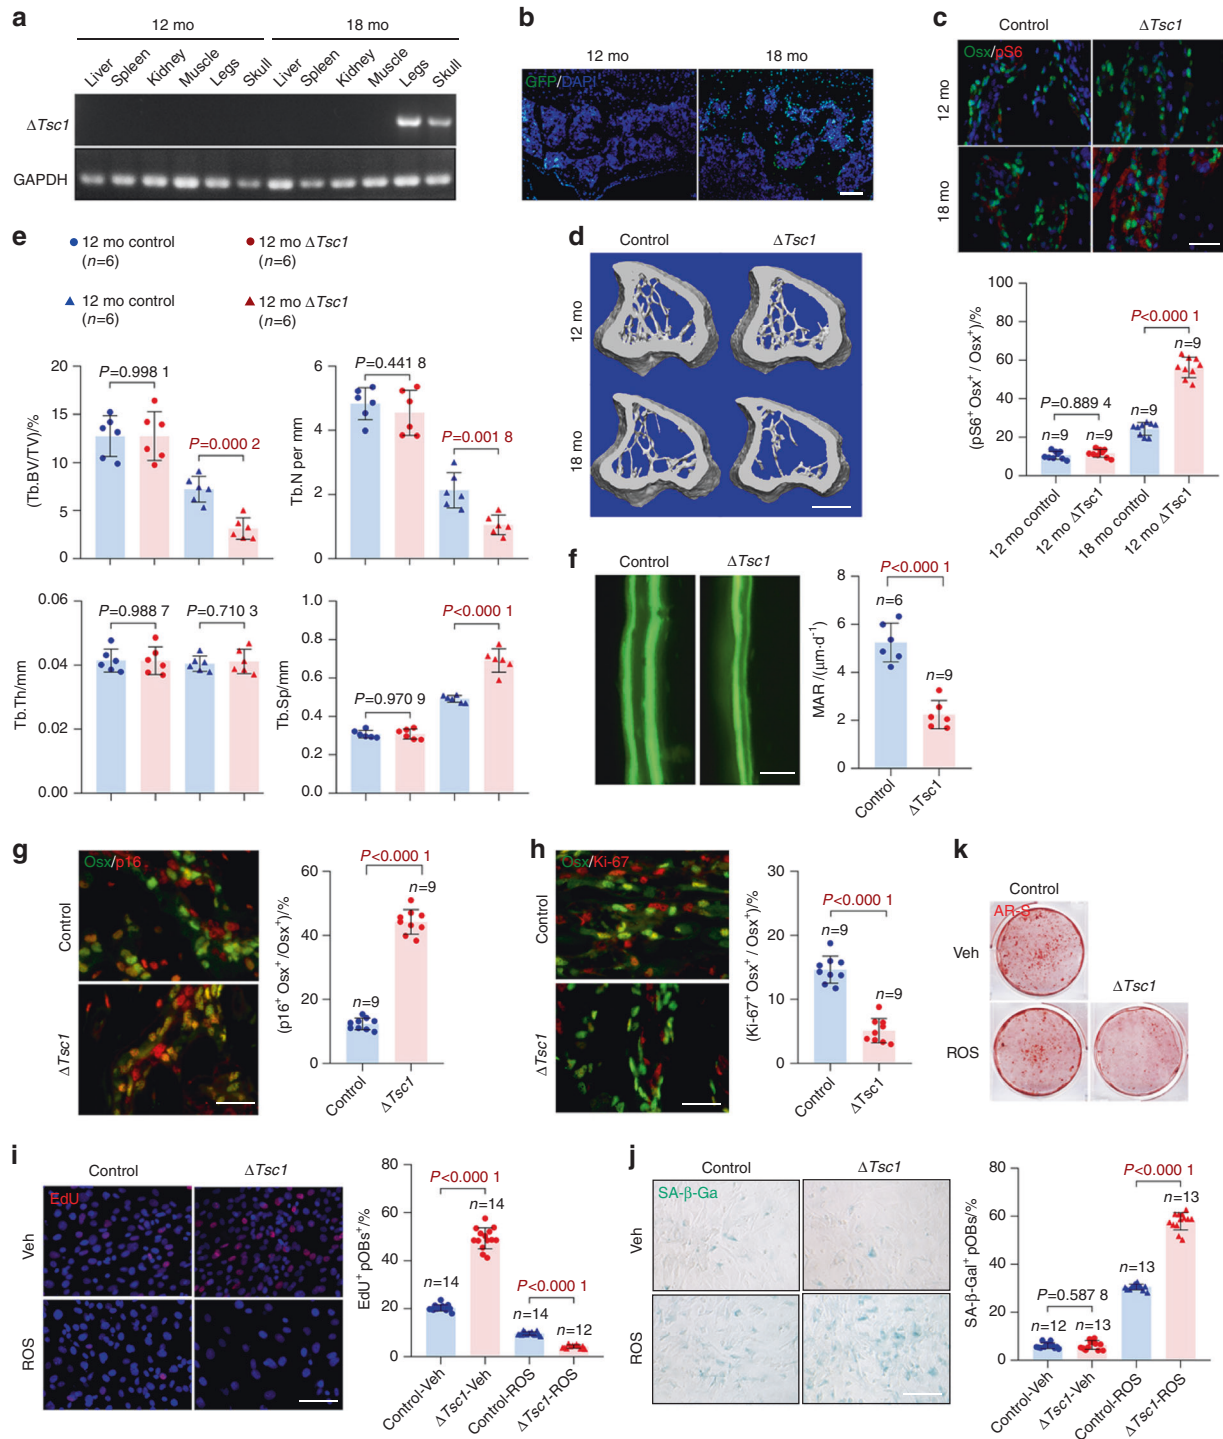 a
12 mo
18 mo
Liver
Spleen
Kidney
Muscle
Legs
Skull
Liver
Spleen
Kidney
Muscle
Legs
Skull
ΔTsc1
GAPDH
b
12 mo
18 mo
GFP/DAPI
c
Control
ΔTsc1
Osx/pS6
12 mo
18 mo
(pS6+ Osx+ / Osx+)/%
100
80
60
40
20
0
P<0.000 1
n=9
P=0.889 4
n=9
n=9
n=9
12 mo control
12 mo ΔTsc1
18 mo control
12 mo ΔTsc1
d
Control
ΔTsc1
12 mo
18 mo
e
12 mo control
(n=6)
12 mo ΔTsc1
(n=6)
12 mo control
(n=6)
12 mo ΔTsc1
(n=6)
(Tb.BV/TV)/%
20
15
10
5
0
P=0.998 1
P=0.000 2
Tb.N per mm
6
4
2
0
P=0.441 8
P=0.001 8
Tb.Th/mm
0.06
0.04
0.02
0.00
P=0.988 7
P=0.710 3
Tb.Sp/mm
1.0
0.8
0.6
0.4
0.2
0.0
P<0.000 1
P=0.970 9
f
Control
ΔTsc1
MAR /(μm·d-1)
8
6
4
2
0
P<0.000 1
n=6
n=9
Control
ΔTsc1
g
Osx/p16
Control
ΔTsc1
(p16+ Osx+ /Osx+)/%
60
40
20
0
P<0.000 1
n=9
n=9
Control
ΔTsc1
h
Osx/Ki-67
Control
ΔTsc1
(Ki-67+ Osx+ / Osx+)/%
30
20
10
0
P<0.000 1
n=9
n=9
Control
ΔTsc1
k
Control
AR-S
Veh
ΔTsc1
ROS
i
Control
ΔTsc1
EdU
Veh
ROS
EdU+ pOBs+/%
80
60
40
20
0
P<0.000 1
n=14
n=14
P<0.000 1
n=14
n=12
Control-Veh
ΔTsc1-Veh
Control-ROS
ΔTsc1-ROS
j
Control
ΔTsc1
SA-β-Ga
Veh
ROS
SA-β-Gal+ pOBs/%
80
60
40
20
0
P<0.000 1
n=13
n=13
P=0.587 8
n=12
n=13
Control-Veh
ΔTsc1-Veh
Control-ROS
ΔTsc1-ROS